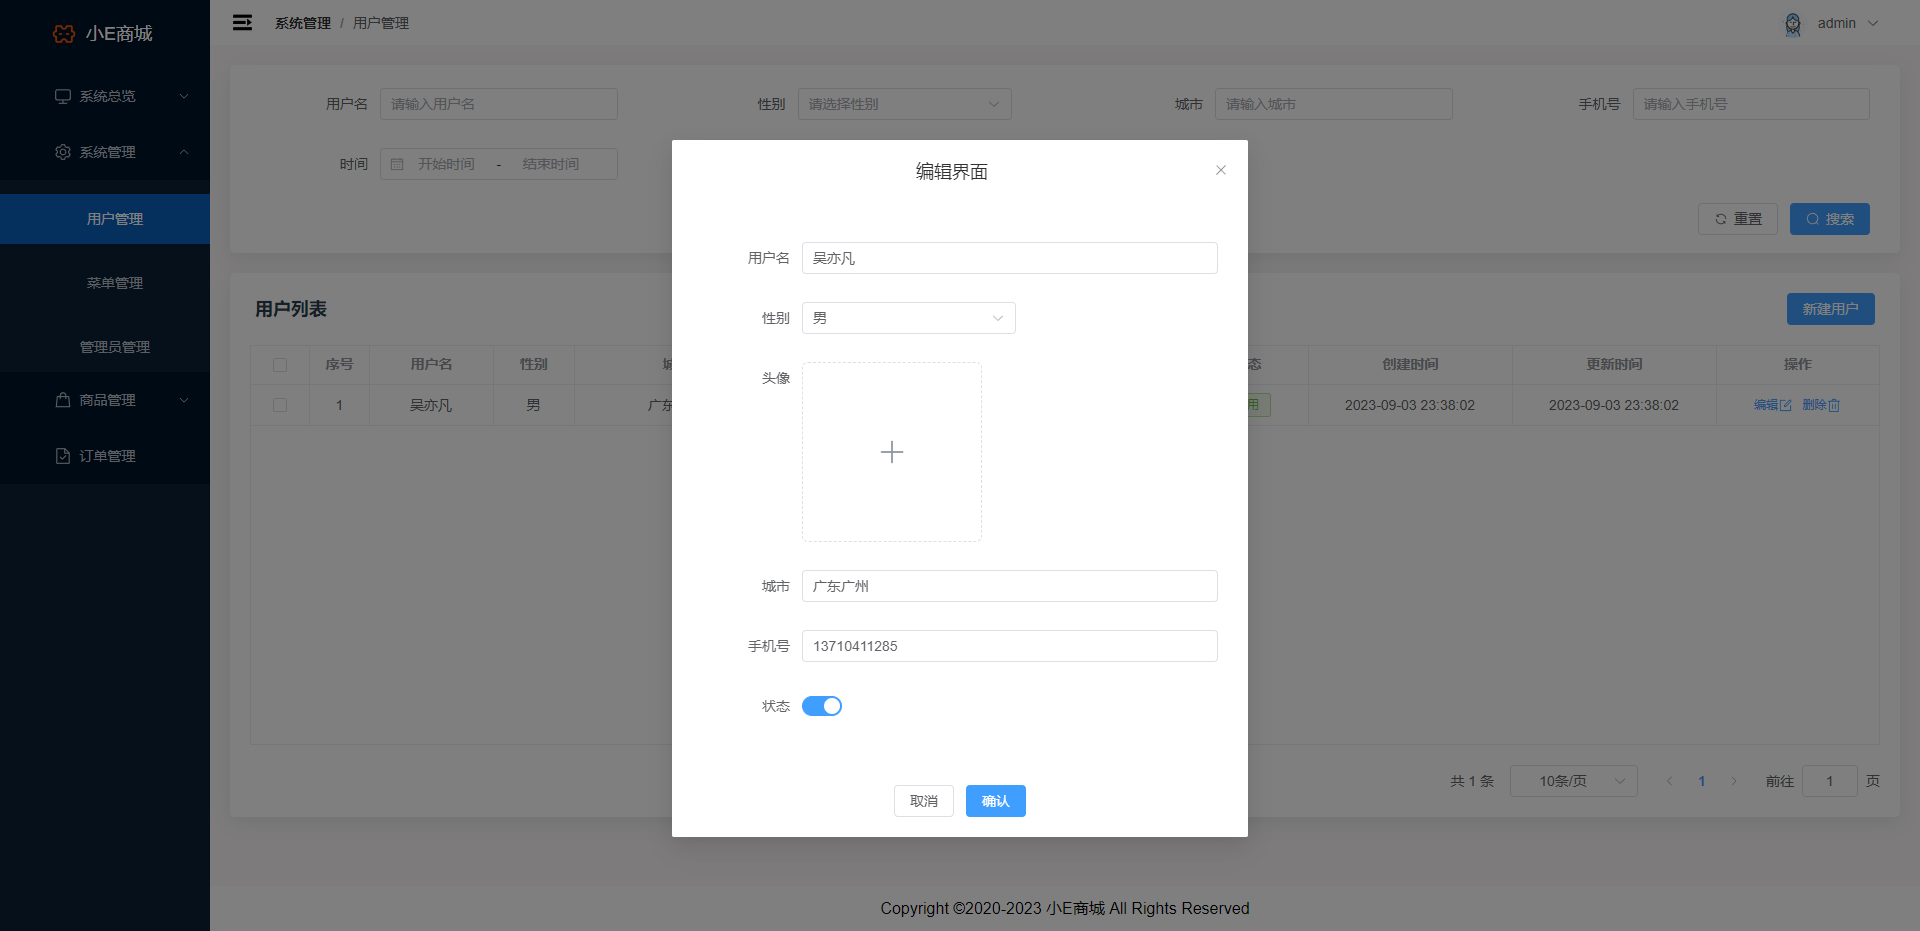 小E商城
系统管理 / 用户管理
admin
系统总览
系统管理
用户管理
菜单管理
管理员管理
商品管理
订单管理
用户名 请输入用户名
性别 请选择性别
城市 请输入城市
手机号 请输入手机号
时间 开始时间 - 结束时间
重置
搜索
用户列表
新建用户
序号 用户名 性别 创建时间 更新时间 操作
1 吴亦凡 男 广东 用 2023-09-03 23:38:02 2023-09-03 23:38:02 编辑 删除
共 1 条 10条/页 1 前往 1 页
编辑界面
用户名 吴亦凡
性别 男
头像
城市 广东广州
手机号 13710411285
状态
取消
确认
Copyright ©2020-2023 小E商城 All Rights Reserved